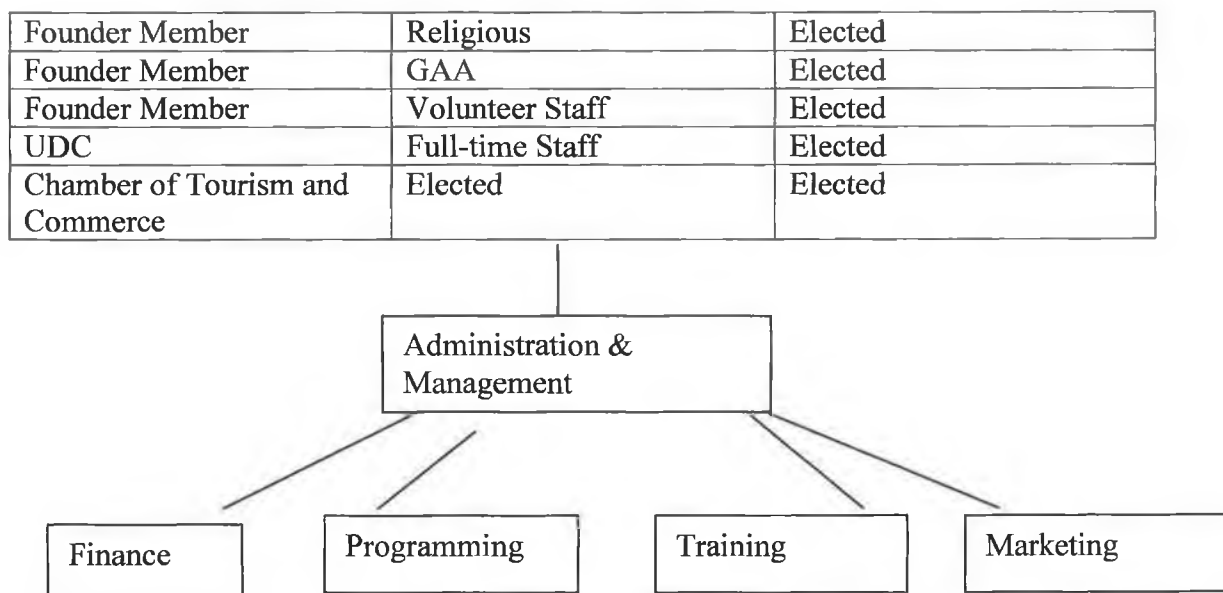 Founder Member Religious Elected
Founder Member GAA Elected
Founder Member Volunteer Staff Elected
UDC Full-time Staff Elected
Chamber of Tourism and Elected Elected
Commerce
Administration &
Management
Finance Programming Training Marketing